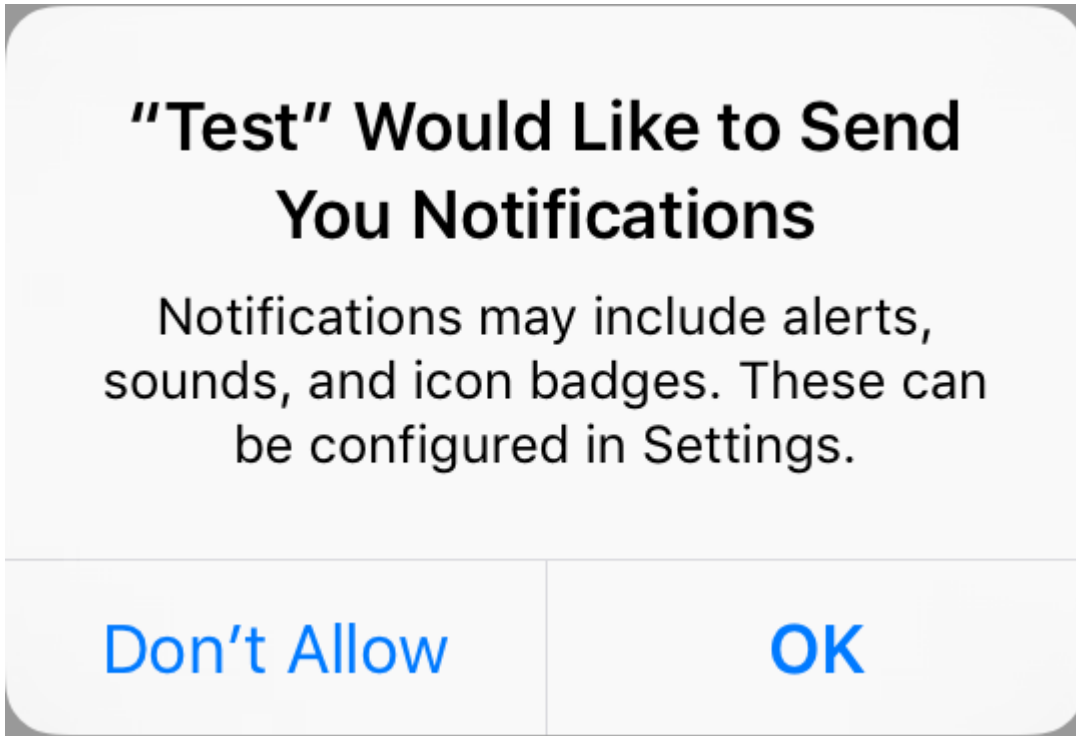 “Test” Would Like to Send
You Notifications
Notifications may include alerts,
sounds, and icon badges. These can
be configured in Settings.
Don’t Allow
OK